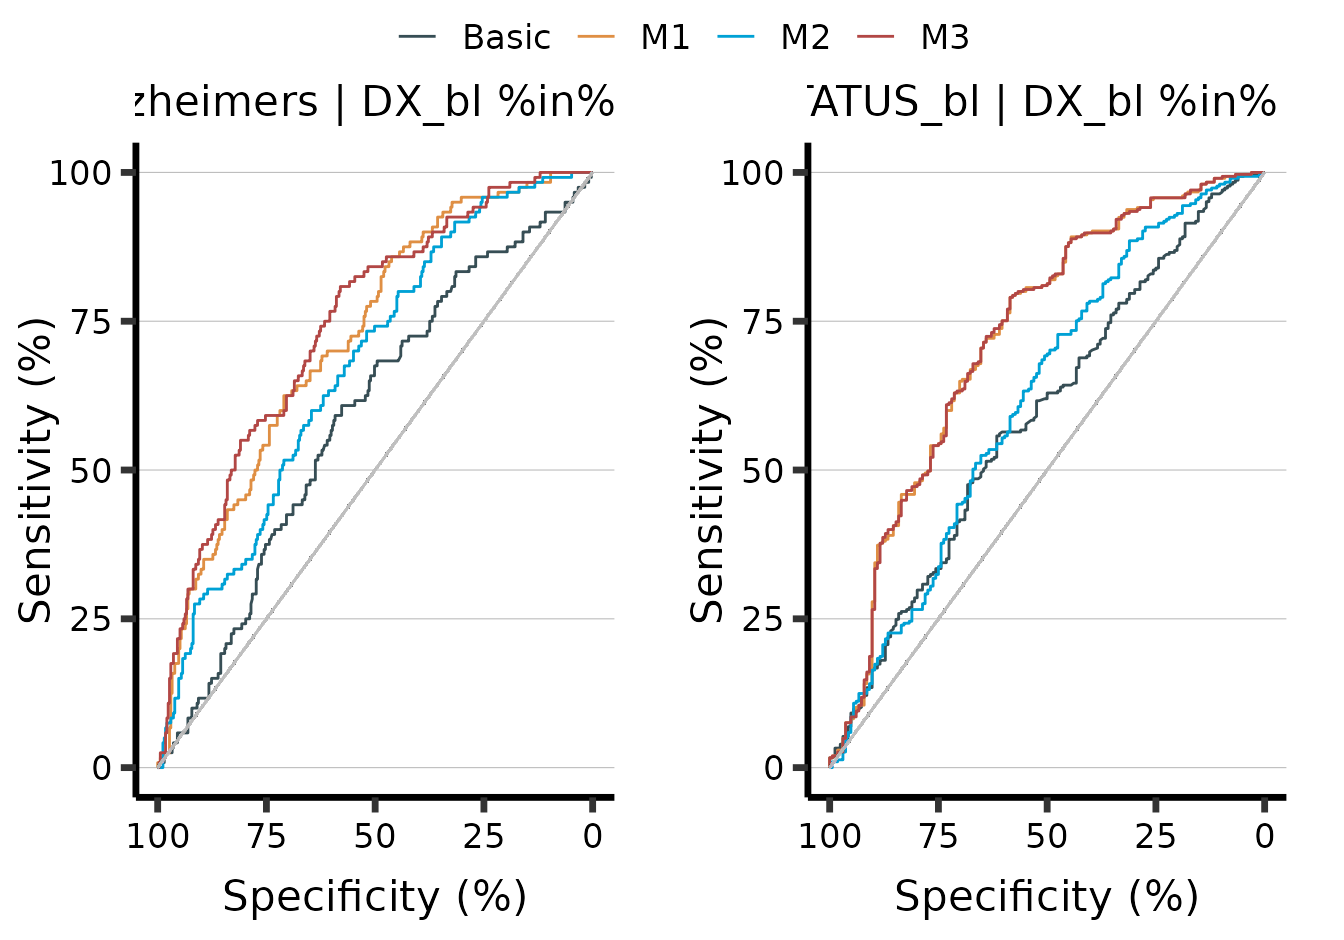 Basic M1 M2 M3
zheimers | DX_bl %in%
100
75
50
25
0
Sensitivity (%)
100 75 50 25 0
Specificity (%)
ATUS_bl | DX_bl %in%
100
75
50
25
0
Sensitivity (%)
100 75 50 25 0
Specificity (%)